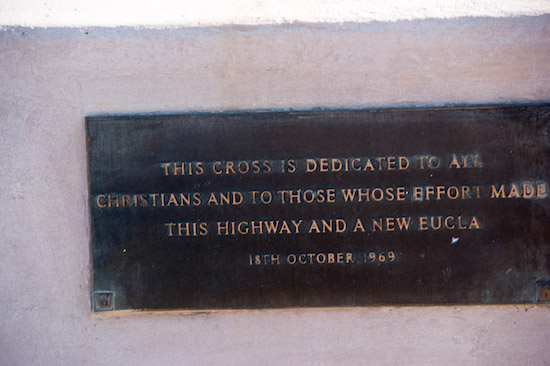 THIS CROSS IS DEDICATED TO ALL
CHRISTIANS AND TO THOSE WHOSE EFFORT MADE
THIS HIGHWAY AND A NEW EUCLA
18TH OCTOBER 1969